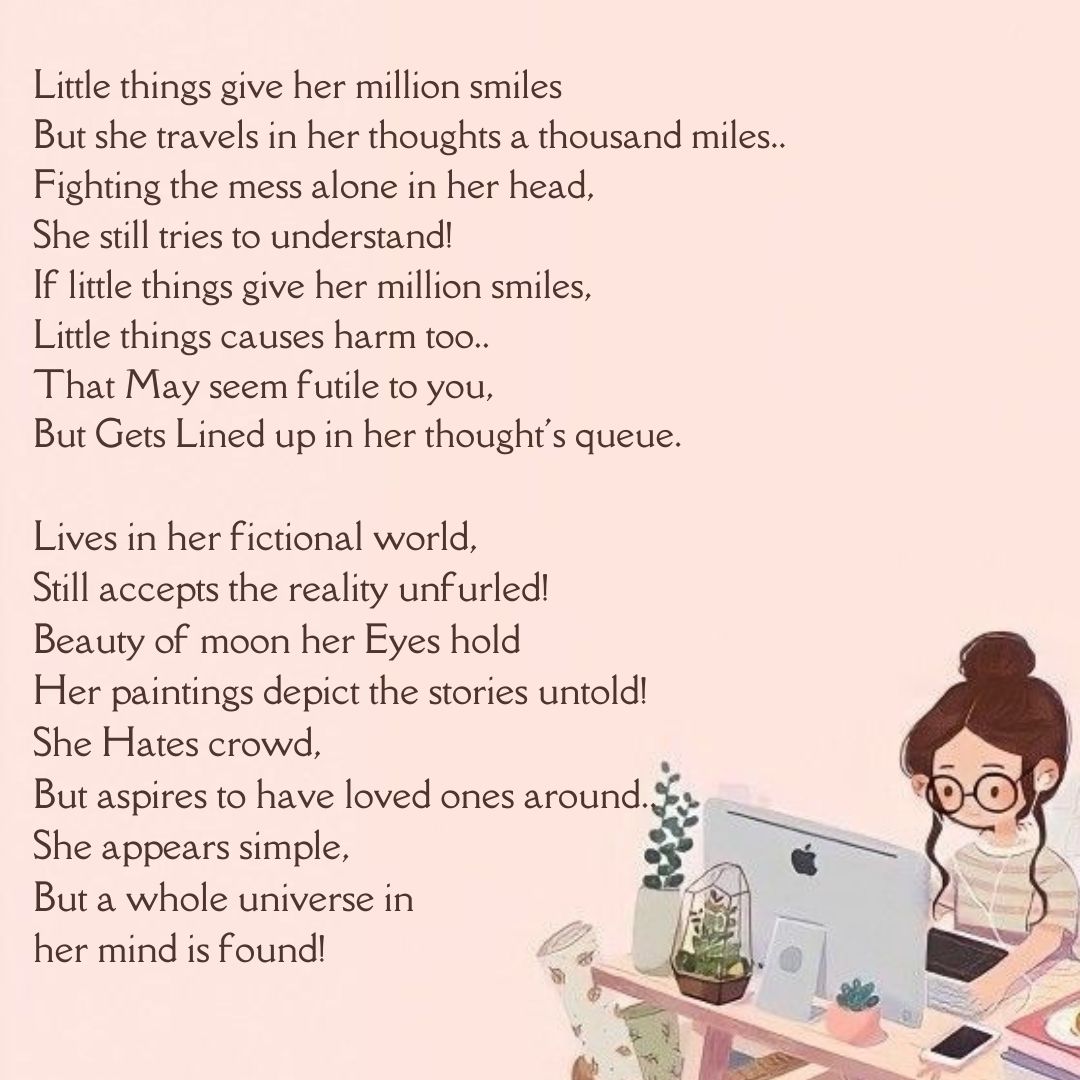 Little things give her million smiles
But she travels in her thoughts a thousand miles..
Fighting the mess alone in her head,
She still tries to understand!
If little things give her million smiles,
Little things causes harm too..
That May seem futile to you,
But Gets Lined up in her thought's queue.
Lives in her fictional world,
Still accepts the reality unfurled!
Beauty of moon her Eyes hold
Her paintings depict the stories untold!
She Hates crowd,
But aspires to have loved ones around..
She appears simple,
But a whole universe in
her mind is found!